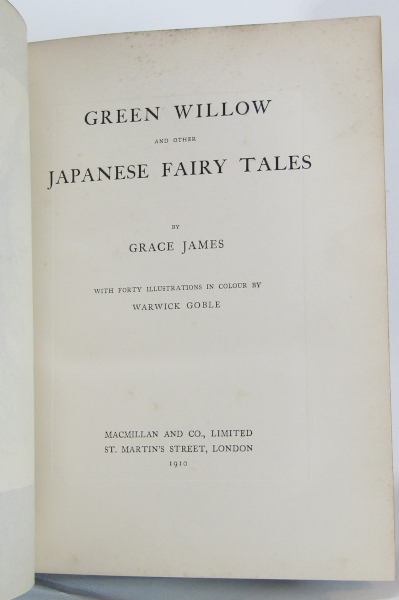 GREEN WILLOW
AND OTHER
JAPANESE FAIRY TALES
BY
GRACE JAMES
WITH FORTY ILLUSTRATIONS IN COLOUR BY
WARWICK GOBLE
MACMILLAN AND CO., LIMITED
ST. MARTIN'S STREET, LONDON
1910